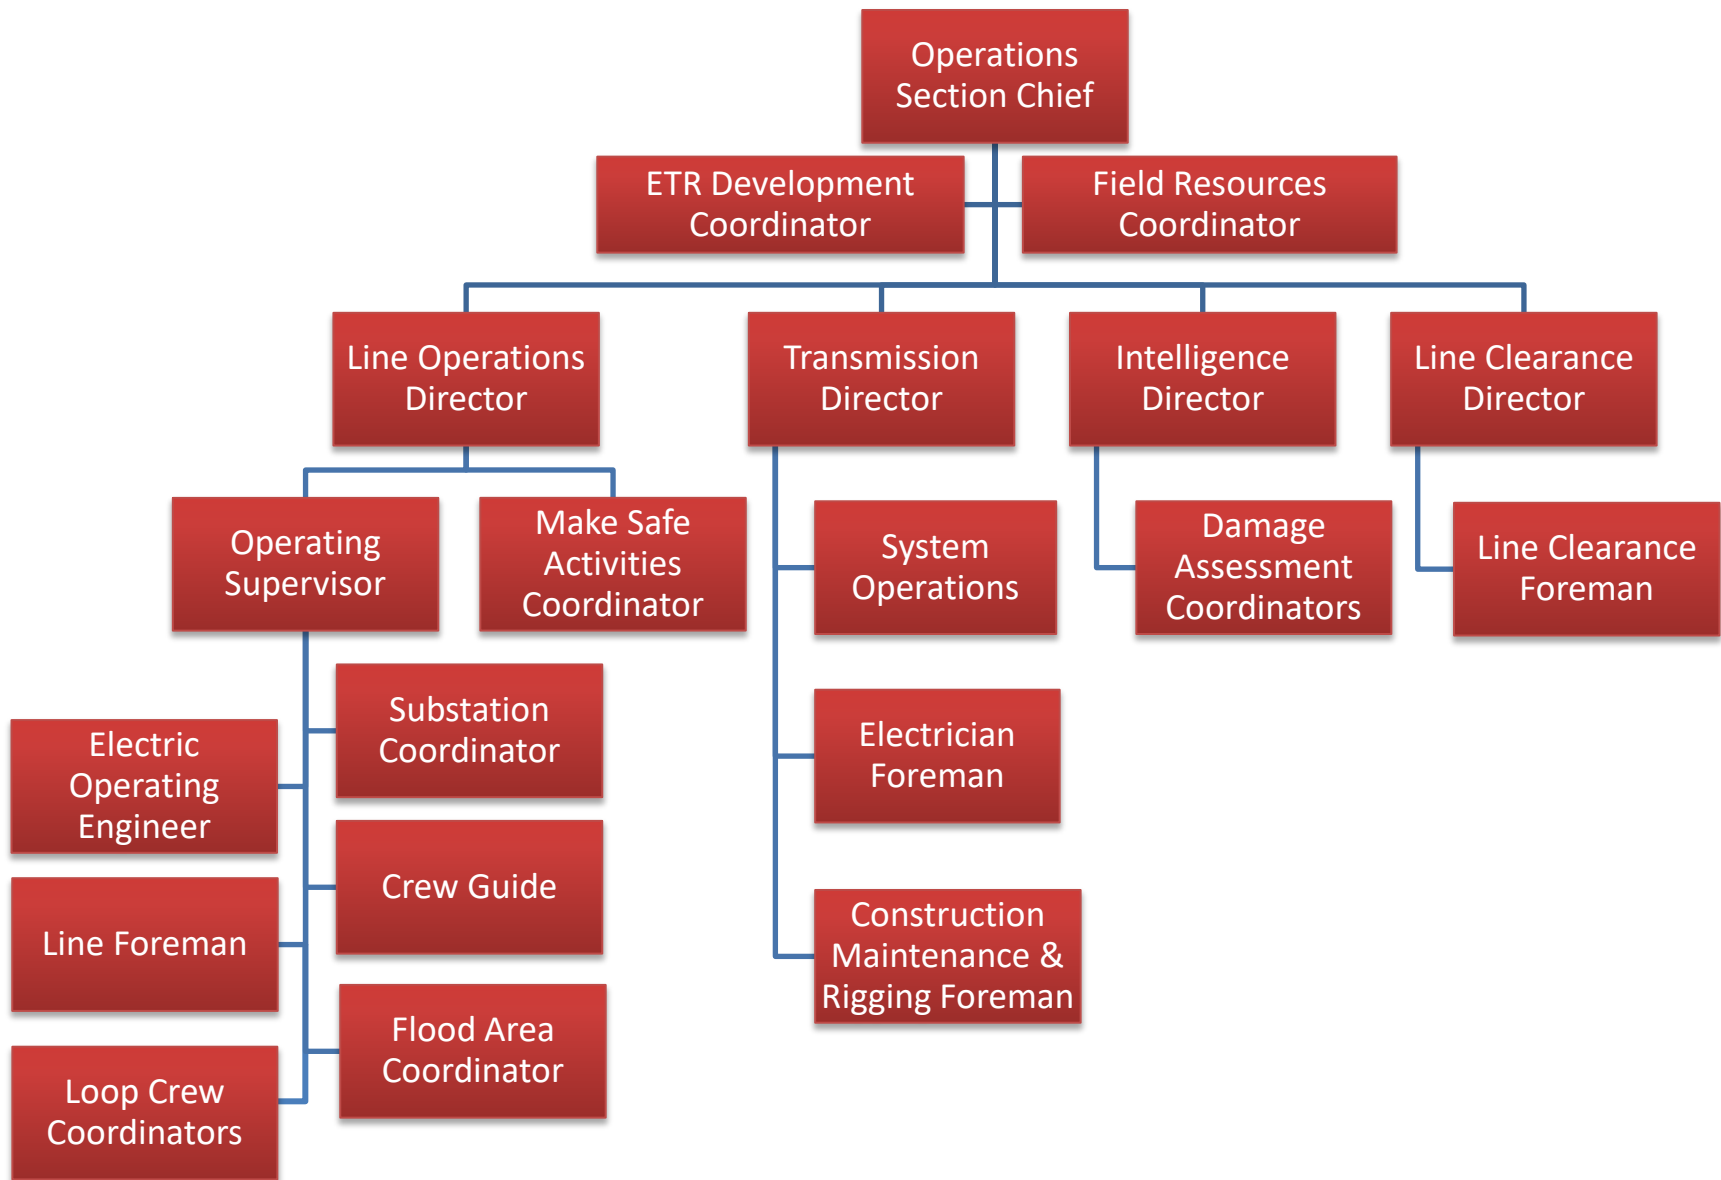 Operations
Section Chief
ETR Development
Coordinator
Field Resources
Coordinator
Line Operations
Director
Transmission
Director
Intelligence
Director
Line Clearance
Director
Operating
Supervisor
Make Safe
Activities
Coordinator
System
Operations
Damage
Assessment
Coordinators
Line Clearance
Foreman
Substation
Coordinator
Electric
Operating
Engineer
Electrician
Foreman
Crew Guide
Line Foreman
Construction
Maintenance &
Rigging Foreman
Flood Area
Coordinator
Loop Crew
Coordinators